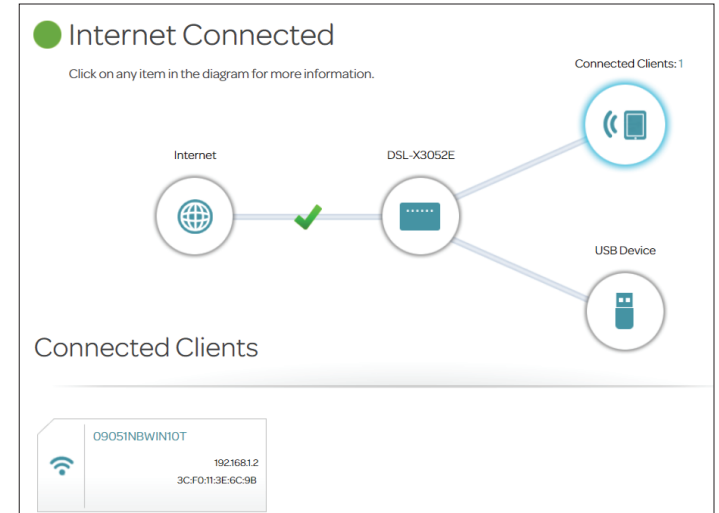 Internet Connected
Click on any item in the diagram for more information.
Connected Clients: 1
Internet
DSL-X3052E
USB Device
Connected Clients
09051NBWIN10T
192.168.1.2
3C:F0:11:3E:6C:9B